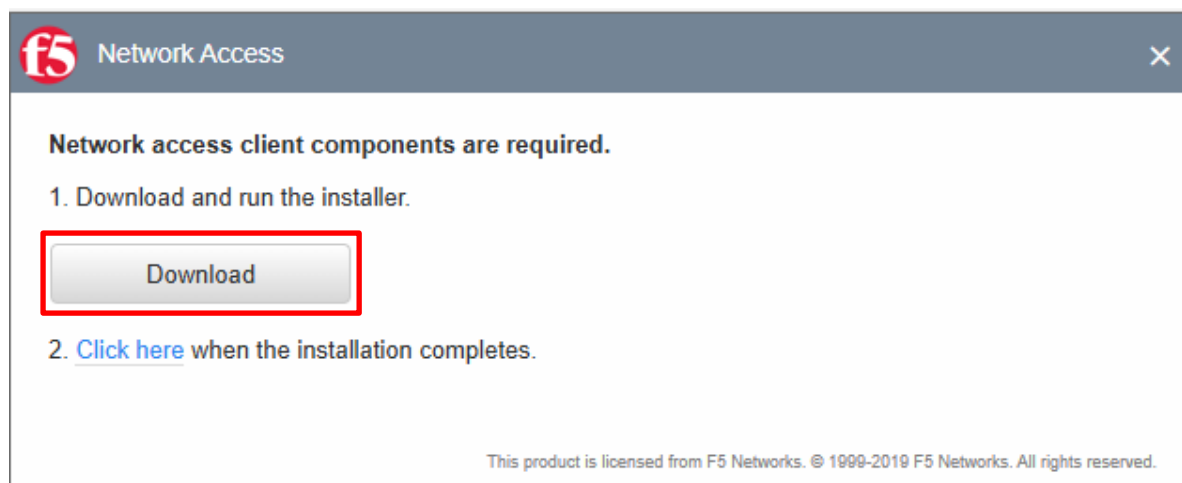 f5 Network Access
Network access client components are required.
1. Download and run the installer.
Download
2. Click here when the installation completes.
This product is licensed from F5 Networks. © 1999-2019 F5 Networks. All rights reserved.